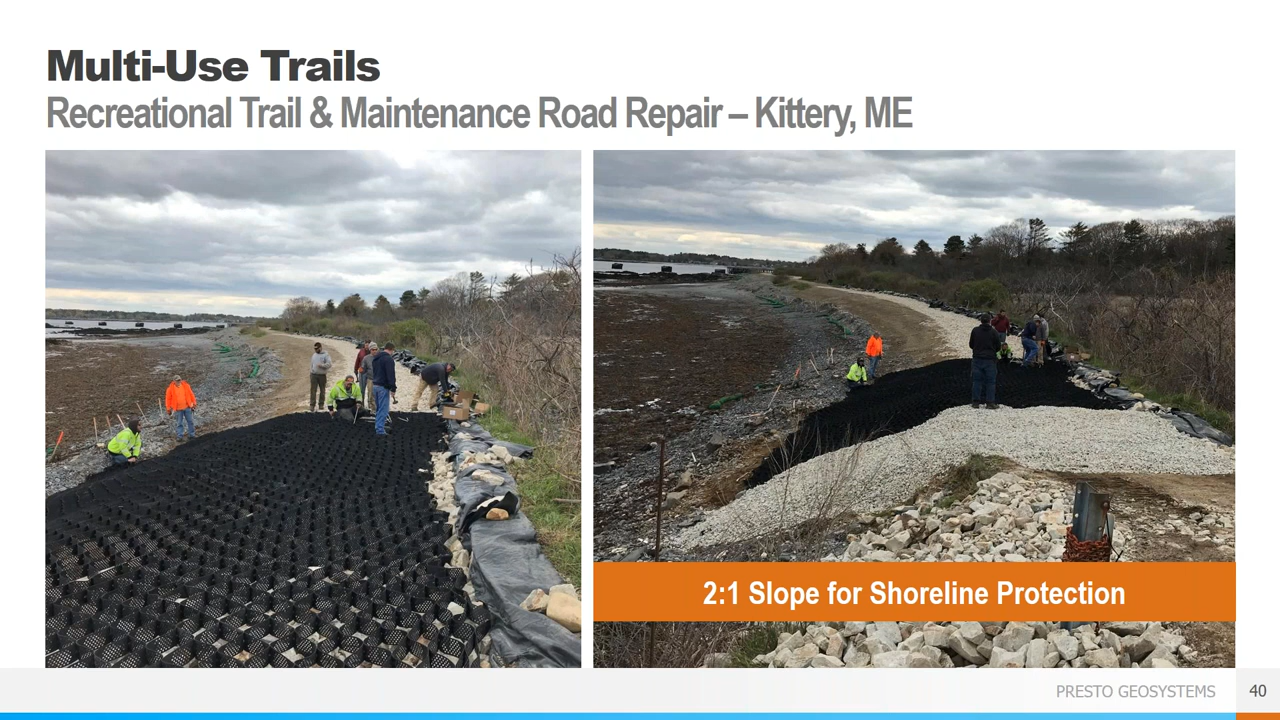 Multi-Use Trails
Recreational Trail & Maintenance Road Repair – Kittery, ME
2:1 Slope for Shoreline Protection
PRESTO GEOSYSTEMS
40